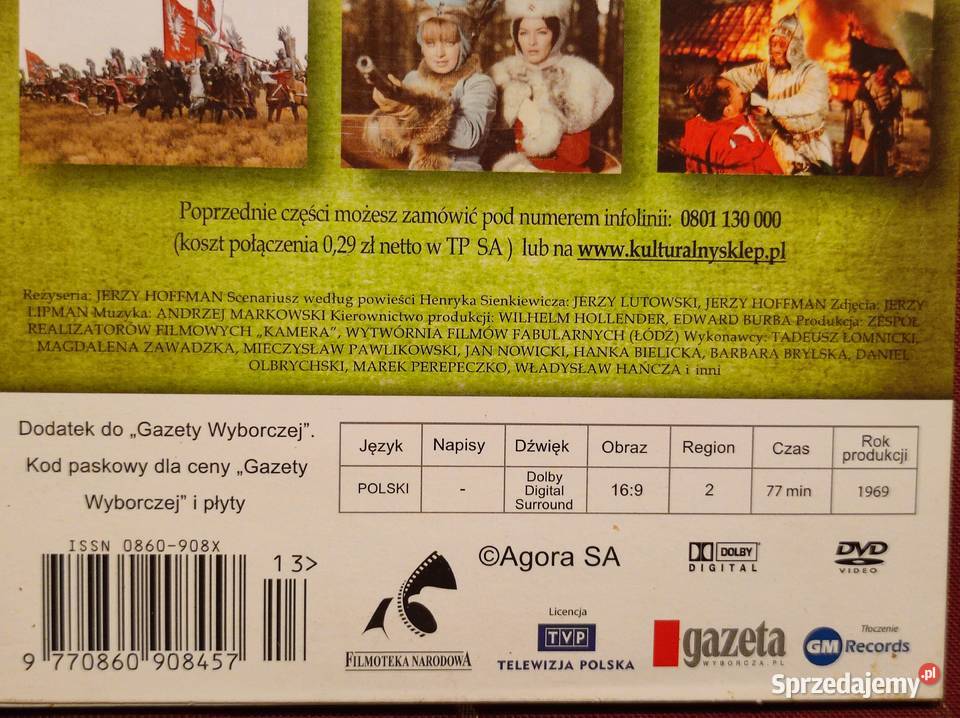 Poprzednie części możesz zamówić pod numerem infolinii: 0801 130 000
(koszt połączenia 0,29 zł netto w TP SA ) lub na www.kulturalnysklep.pl
Reżyseria: JERZY HOFFMAN Scenariusz według powieści Henryka Sienkiewicza: JERZY LUTOWSKI, JERZY HOFFMAN Zdjęcia: JERZY
LIPMAN Muzyka: ANDRZEJ MARKOWSKI Kierownictwo produkcji: WILHELM HOLLENDER, EDWARD BURBA Produkcja: ZESPÓŁ
REALIZATORÓW FILMOWYCH „KAMERA”, WYTWÓRNIA FILMÓW FABULARNYCH (ŁÓDŹ) Wykonawcy: TADEUSZ ŁOMNICKI,
MAGDALENA ZAWADZKA, MIECZYSŁAW PAWLIKOWSKI, JAN NOWICKI, HANKA BIELICKA, BARBARA BRYLSKA, DANIEL
OLBRYCHSKI, MAREK PEREPECZKO, WŁADYSŁAW HAŃCZA i inni
Dodatek do „Gazety Wyborczej”.
Kod paskowy dla ceny „Gazety
Wyborczej” i płyty
Język Napisy Dźwięk Obraz Region Czas Rok produkcji
POLSKI - Dolby Digital Surround 16:9 2 77 min 1969
ISSN 0860-908X
13>
9 770860 908457
FILMOTEKA NARODOWA
©Agora SA
Licencja
TVP
TELEWIZJA POLSKA
DOLBY
DIGITAL
DVD
VIDEO
gazeta
WYBORCZA.PL
Tłoczenie
GM Records
Sprzedajemy.pl